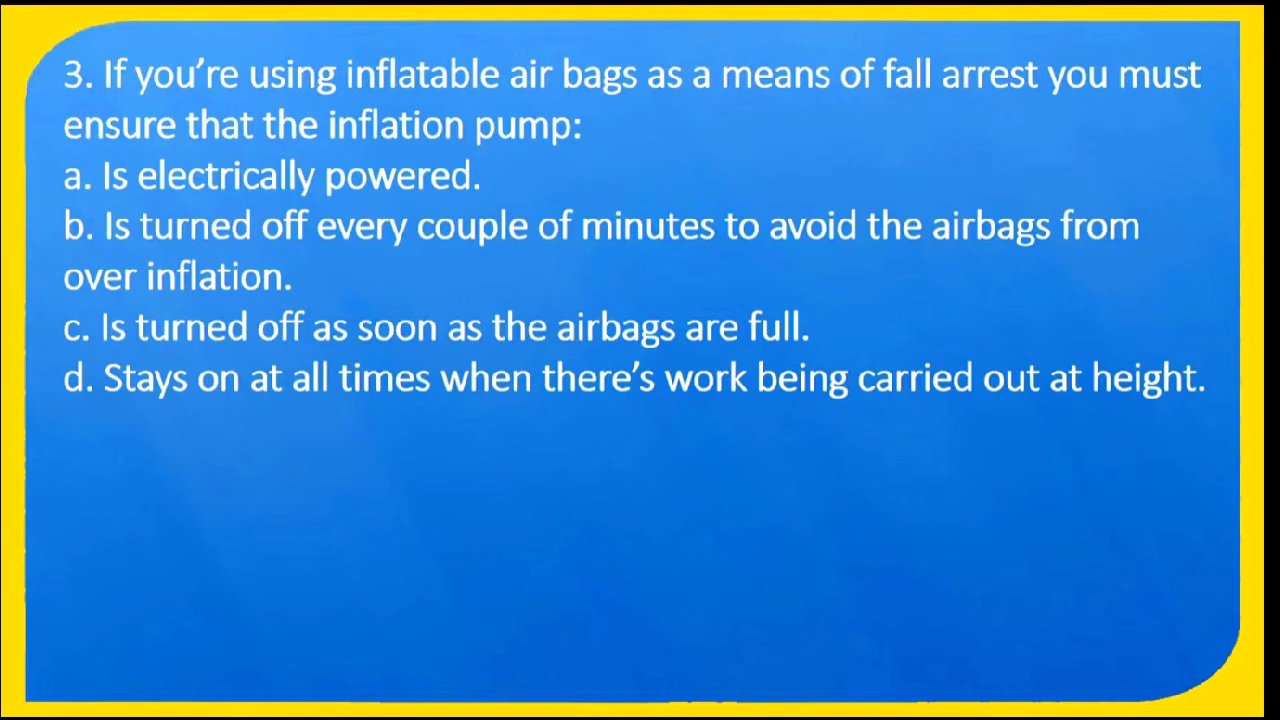 3. If you’re using inflatable air bags as a means of fall arrest you must
ensure that the inflation pump:
a. Is electrically powered.
b. Is turned off every couple of minutes to avoid the airbags from
over inflation.
c. Is turned off as soon as the airbags are full.
d. Stays on at all times when there’s work being carried out at height.